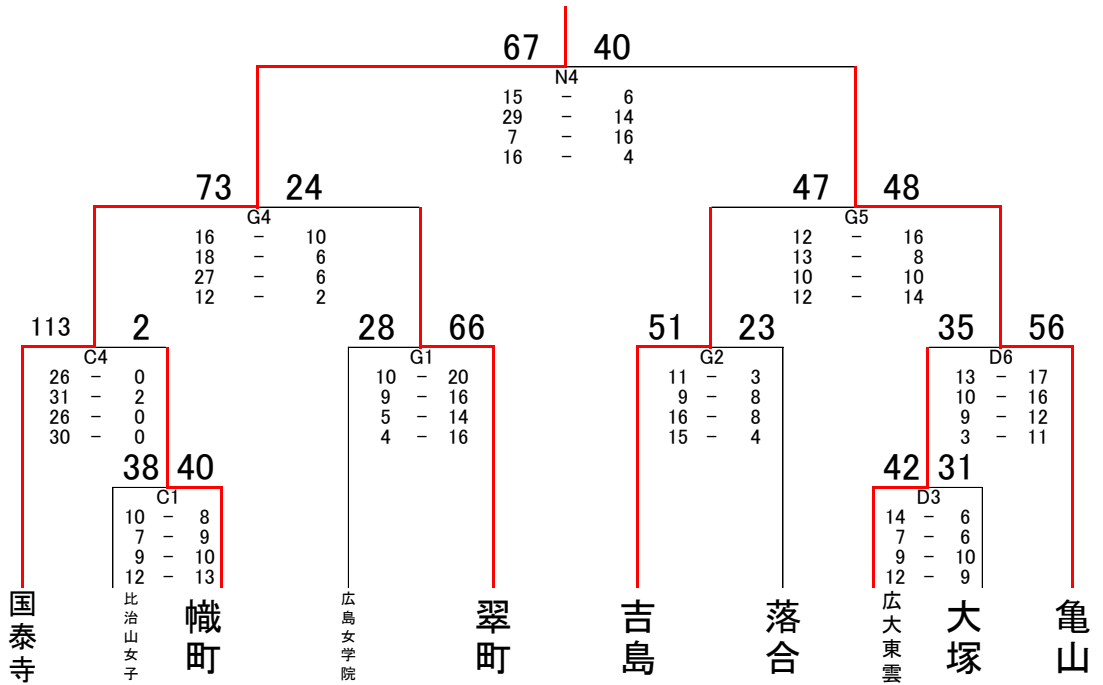 67 40
N4
15 － 6
29 － 14
7 － 16
16 － 4
73 24
G4
16 － 10
18 － 6
27 － 6
12 － 2
47 48
G5
12 － 16
13 － 8
10 － 10
12 － 14
113 2
C4
26 － 0
31 － 2
26 － 0
30 － 0
28 66
G1
10 － 20
9 － 16
5 － 14
4 － 16
51 23
G2
11 － 3
9 － 8
16 － 8
15 － 4
35 56
D6
13 － 17
10 － 16
9 － 12
3 － 11
38 40
C1
10 － 8
7 － 9
9 － 10
12 － 13
42 31
D3
14 － 6
7 － 6
9 － 10
12 － 9
国泰寺
比治山女子
幟町
広島女学院
翠町
吉島
落合
広大東雲
大塚
亀山